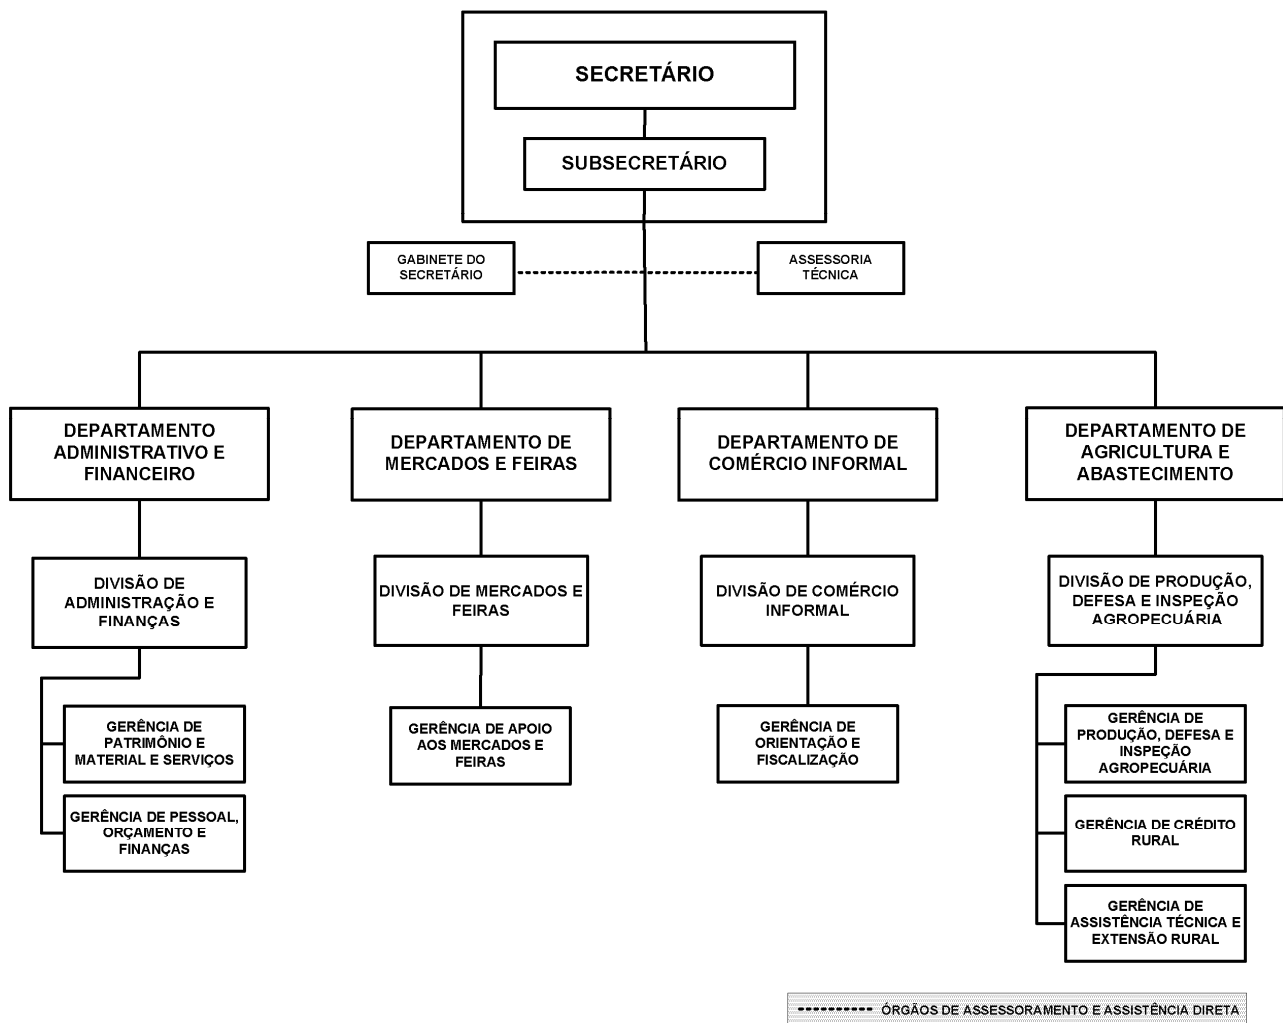 SECRETÁRIO
SUBSECRETÁRIO
GABINETE DO
SECRETÁRIO
ASSESSORIA
TÉCNICA
DEPARTAMENTO
ADMINISTRATIVO E
FINANCEIRO
DEPARTAMENTO DE
MERCADOS E FEIRAS
DEPARTAMENTO DE
COMÉRCIO INFORMAL
DEPARTAMENTO DE
AGRICULTURA E
ABASTECIMENTO
DIVISÃO DE
ADMINISTRAÇÃO E
FINANÇAS
DIVISÃO DE MERCADOS E
FEIRAS
DIVISÃO DE COMÉRCIO
INFORMAL
DIVISÃO DE PRODUÇÃO,
DEFESA E INSPEÇÃO
AGROPECUÁRIA
GERÊNCIA DE
PATRIMÔNIO E
MATERIAL E SERVIÇOS
GERÊNCIA DE APOIO
AOS MERCADOS E
FEIRAS
GERÊNCIA DE
ORIENTAÇÃO E
FISCALIZAÇÃO
GERÊNCIA DE
PRODUÇÃO, DEFESA E
INSPEÇÃO
AGROPECUÁRIA
GERÊNCIA DE PESSOAL,
ORÇAMENTO E
FINANÇAS
GERÊNCIA DE CRÉDITO
RURAL
GERÊNCIA DE
ASSISTÊNCIA TÉCNICA E
EXTENSÃO RURAL
ÓRGÃOS DE ASSESSORAMENTO E ASSISTÊNCIA DIRETA